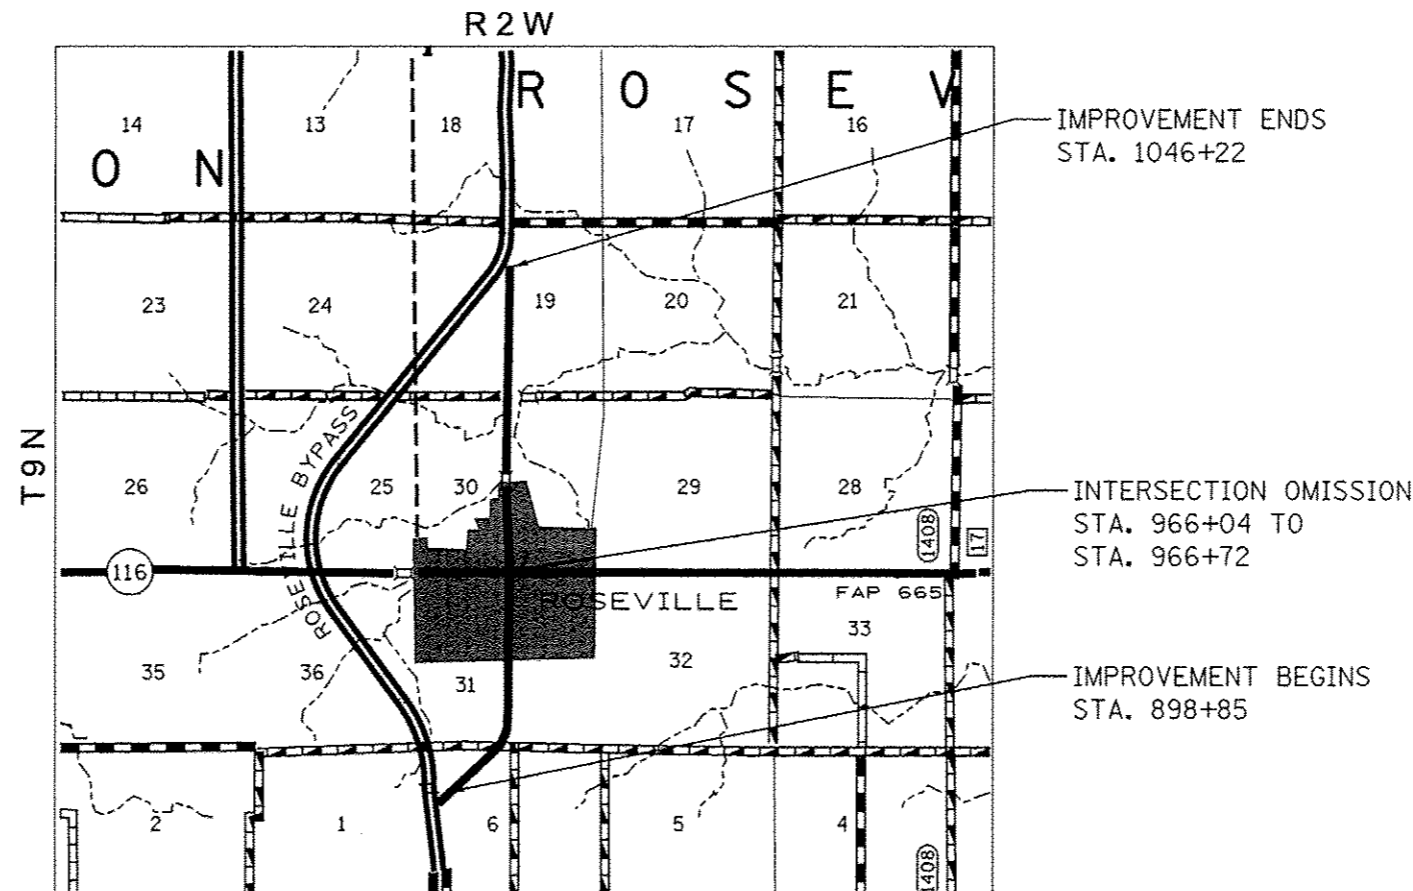 R2W
R O S E V
14
13
18
17
16
O N
IMPROVEMENT ENDS
STA. 1046+22
23
24
19
20
21
T9N
26
25
30
29
28
ROSEVILLE BYPASS
1408
17
INTERSECTION OMISSION
STA. 966+04 TO
STA. 966+72
116
ROSEVILLE
FAP 665
33
35
36
31
32
IMPROVEMENT BEGINS
STA. 898+85
2
1
6
5
4
1408